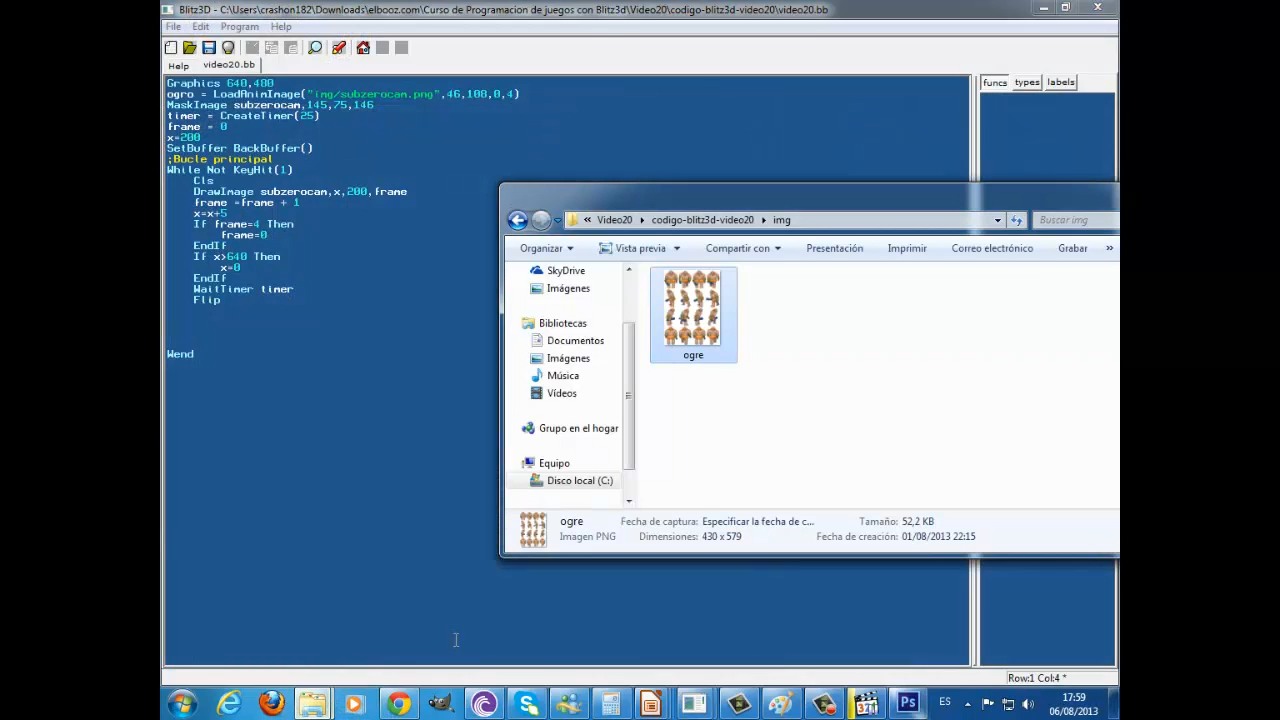 Blitz3D - C:\Users\crashon182\Downloads\elbooz.com\Curso de Programacion de juegos con Blitz3d\Video20\codigo-blitz3d-video20\video20.bb
File Edit Program Help
Help video20.bb
funcs types labels
Graphics 640,480
ogro = LoadAnimImage("img/subzerocam.png",46,108,0,4)
MaskImage subzerocam,145,75,146
timer = CreateTimer(25)
frame = 0
x=200
SetBuffer BackBuffer()
;Bucle principal
While Not KeyHit(1)
Cls
DrawImage subzerocam,x,200,frame
frame =frame + 1
x=x+5
If frame=4 Then
frame=0
EndIf
If x>640 Then
x=0
EndIf
WaitTimer timer
Flip
Wend
« Video20 codigo-blitz3d-video20 img Buscar img
Organizar Vista previa Compartir con Presentación Imprimir Correo electrónico Grabar »
SkyDrive
Imágenes
Bibliotecas
Documentos
Imágenes
Música
Vídeos
Grupo en el hogar
Equipo
Disco local (C:)
ogre
ogre Fecha de captura: Especificar la fecha de c... Tamaño: 52,2 KB
Imagen PNG Dimensiones: 430 x 579 Fecha de creación: 01/08/2013 22:15
Row:1 Col:4 *
ES 17:59
06/08/2013